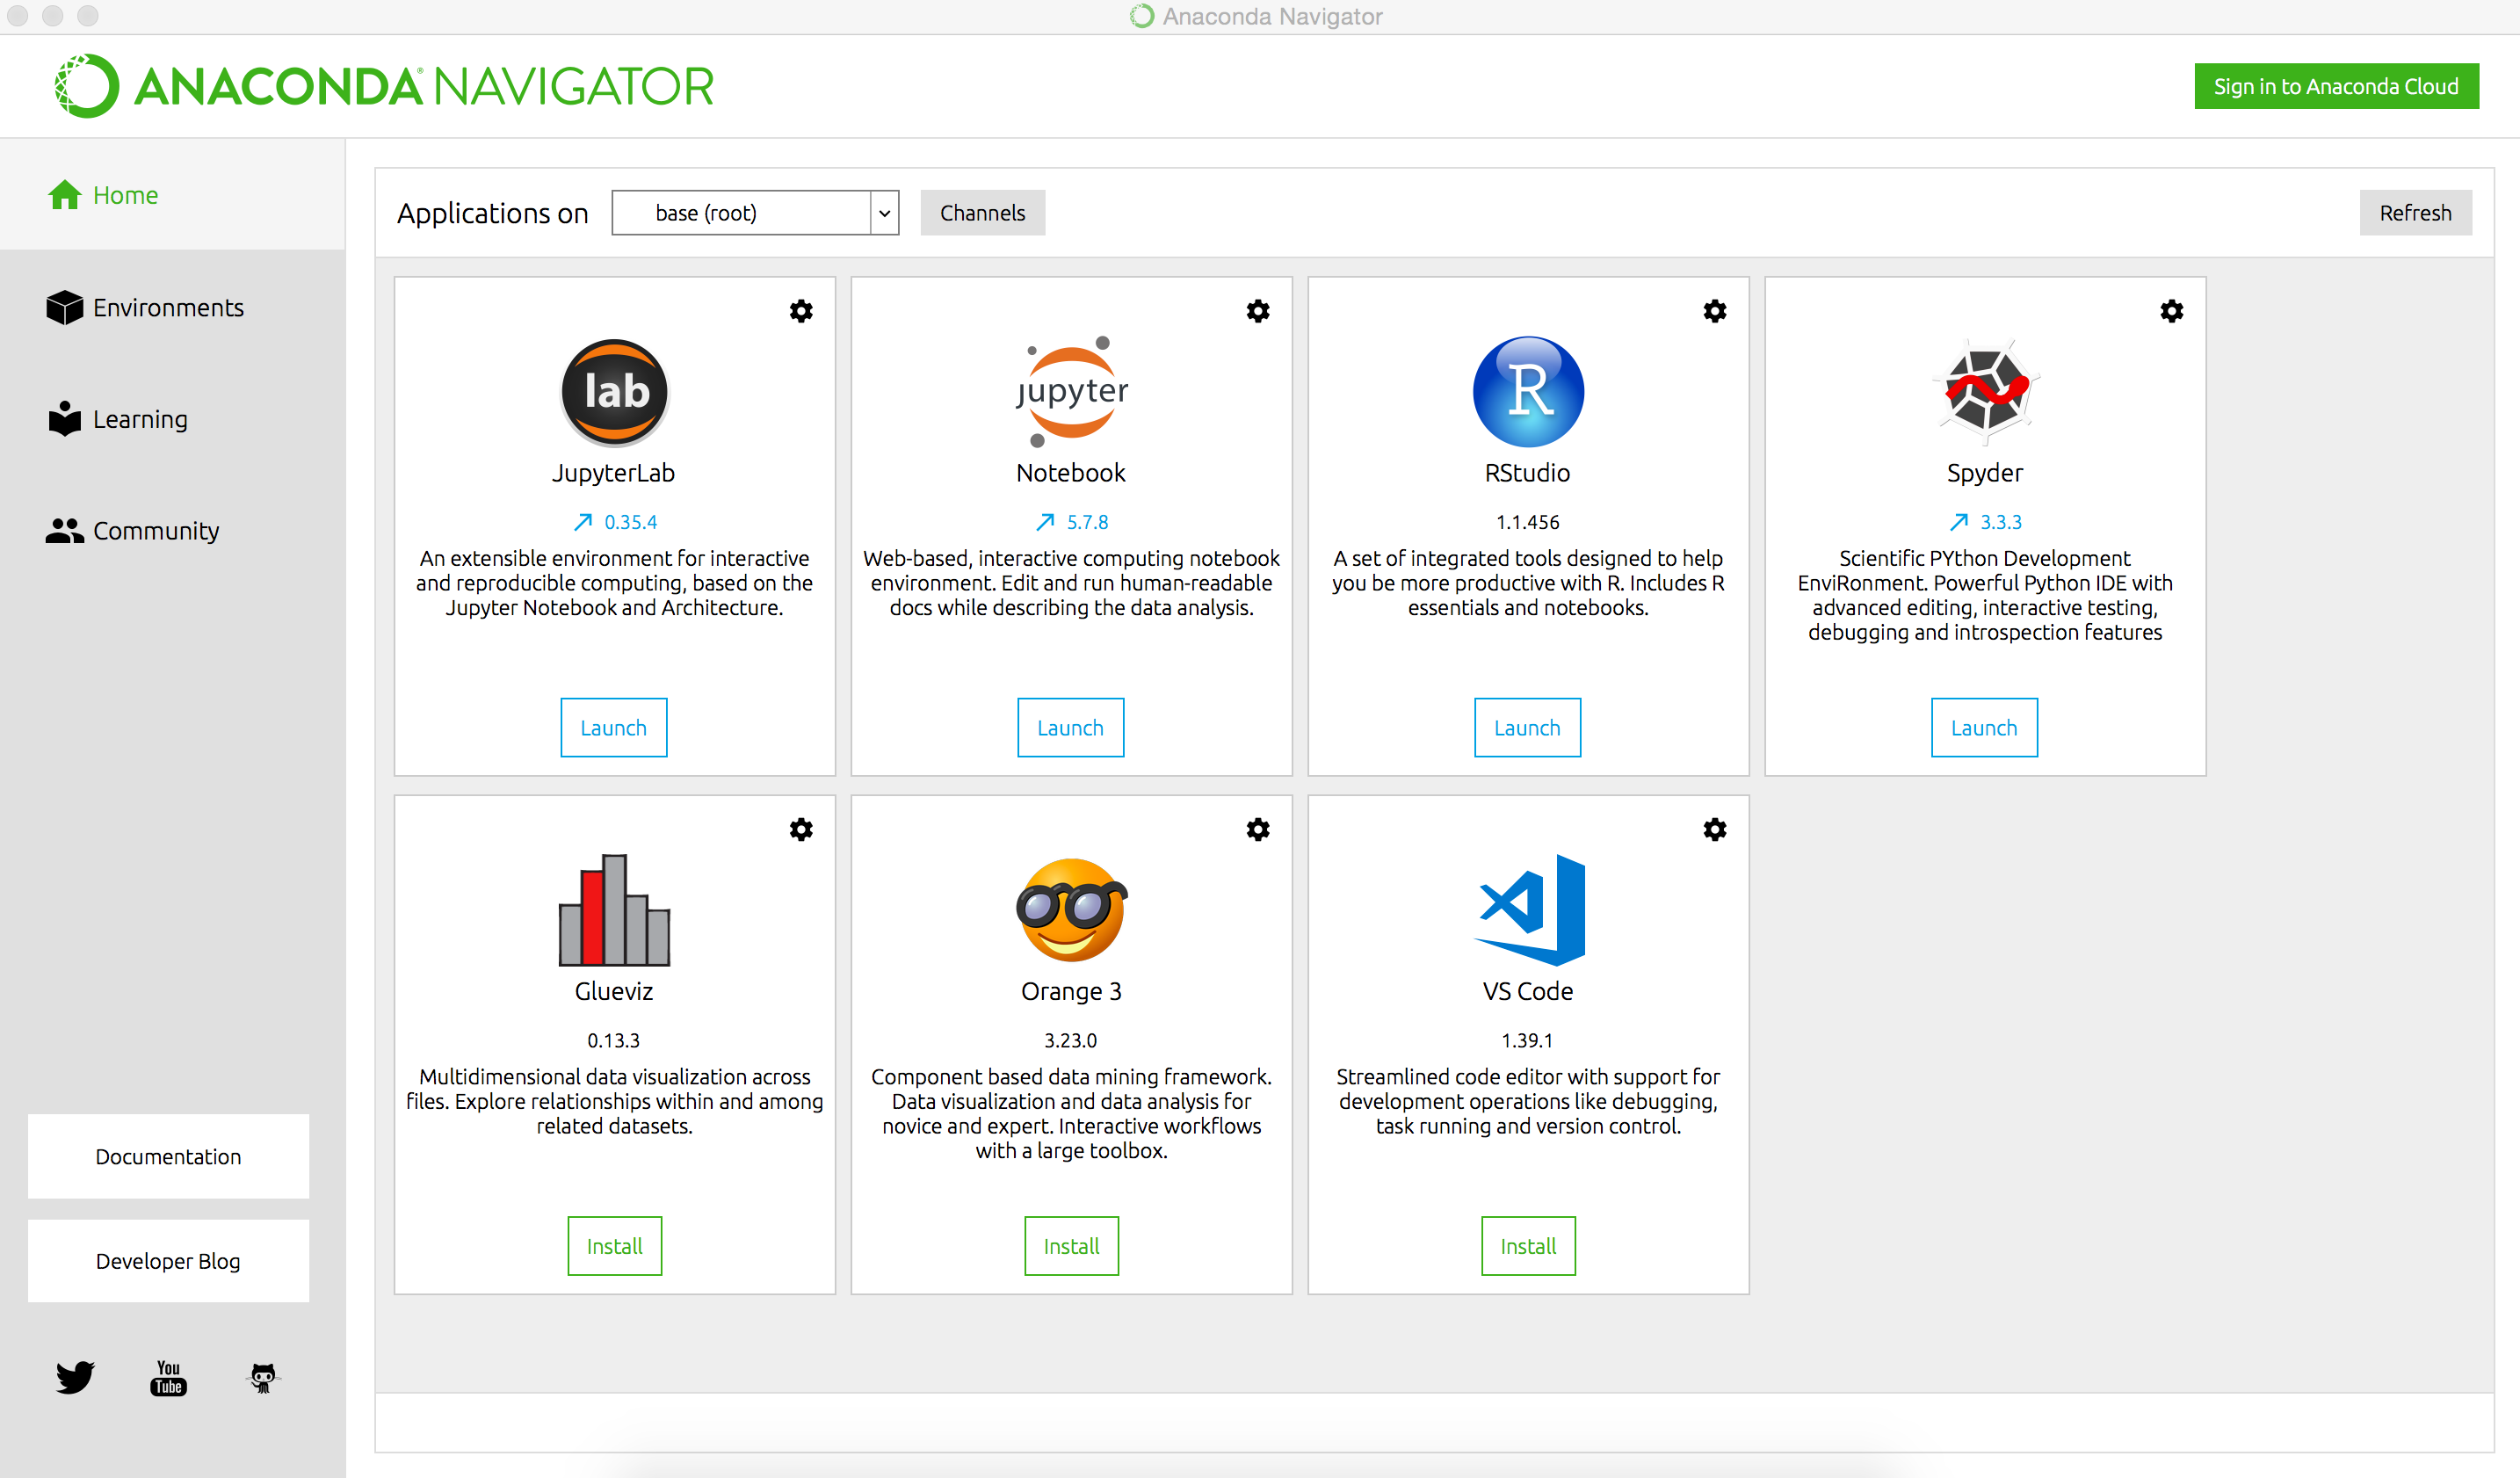 Anaconda Navigator
ANACONDA® NAVIGATOR
Sign in to Anaconda Cloud
Home
Environments
Learning
Community
Documentation
Developer Blog
You
Tube
Applications on
base (root)
Channels
Refresh
lab
JupyterLab
0.35.4
An extensible environment for interactive
and reproducible computing, based on the
Jupyter Notebook and Architecture.
Launch
jupyter
Notebook
5.7.8
Web-based, interactive computing notebook
environment. Edit and run human-readable
docs while describing the data analysis.
Launch
R
RStudio
1.1.456
A set of integrated tools designed to help
you be more productive with R. Includes R
essentials and notebooks.
Launch
Spyder
3.3.3
Scientific PYthon Development
EnviRonment. Powerful Python IDE with
advanced editing, interactive testing,
debugging and introspection features
Launch
Glueviz
0.13.3
Multidimensional data visualization across
files. Explore relationships within and among
related datasets.
Install
Orange 3
3.23.0
Component based data mining framework.
Data visualization and data analysis for
novice and expert. Interactive workflows
with a large toolbox.
Install
VS Code
1.39.1
Streamlined code editor with support for
development operations like debugging,
task running and version control.
Install